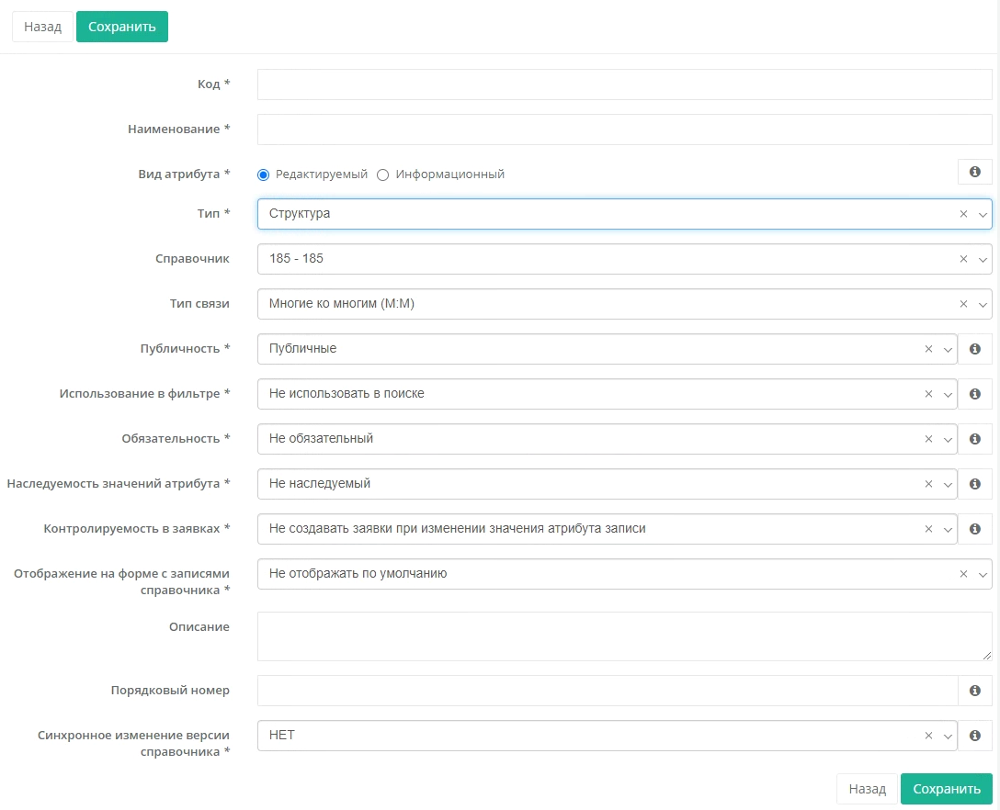 Назад Сохранить
Код *
Наименование *
Вид атрибута * Редактируемый Информационный
Тип * Структура
Справочник 185 - 185
Тип связи Многие ко многим (М:М)
Публичность * Публичные
Использование в фильтре * Не использовать в поиске
Обязательность * Не обязательный
Наследуемость значений атрибута * Не наследуемый
Контролируемость в заявках * Не создавать заявки при изменении значения атрибута записи
Отображение на форме с записями
справочника * Не отображать по умолчанию
Описание
Порядковый номер
Синхронное изменение версии
справочника * НЕТ
Назад Сохранить